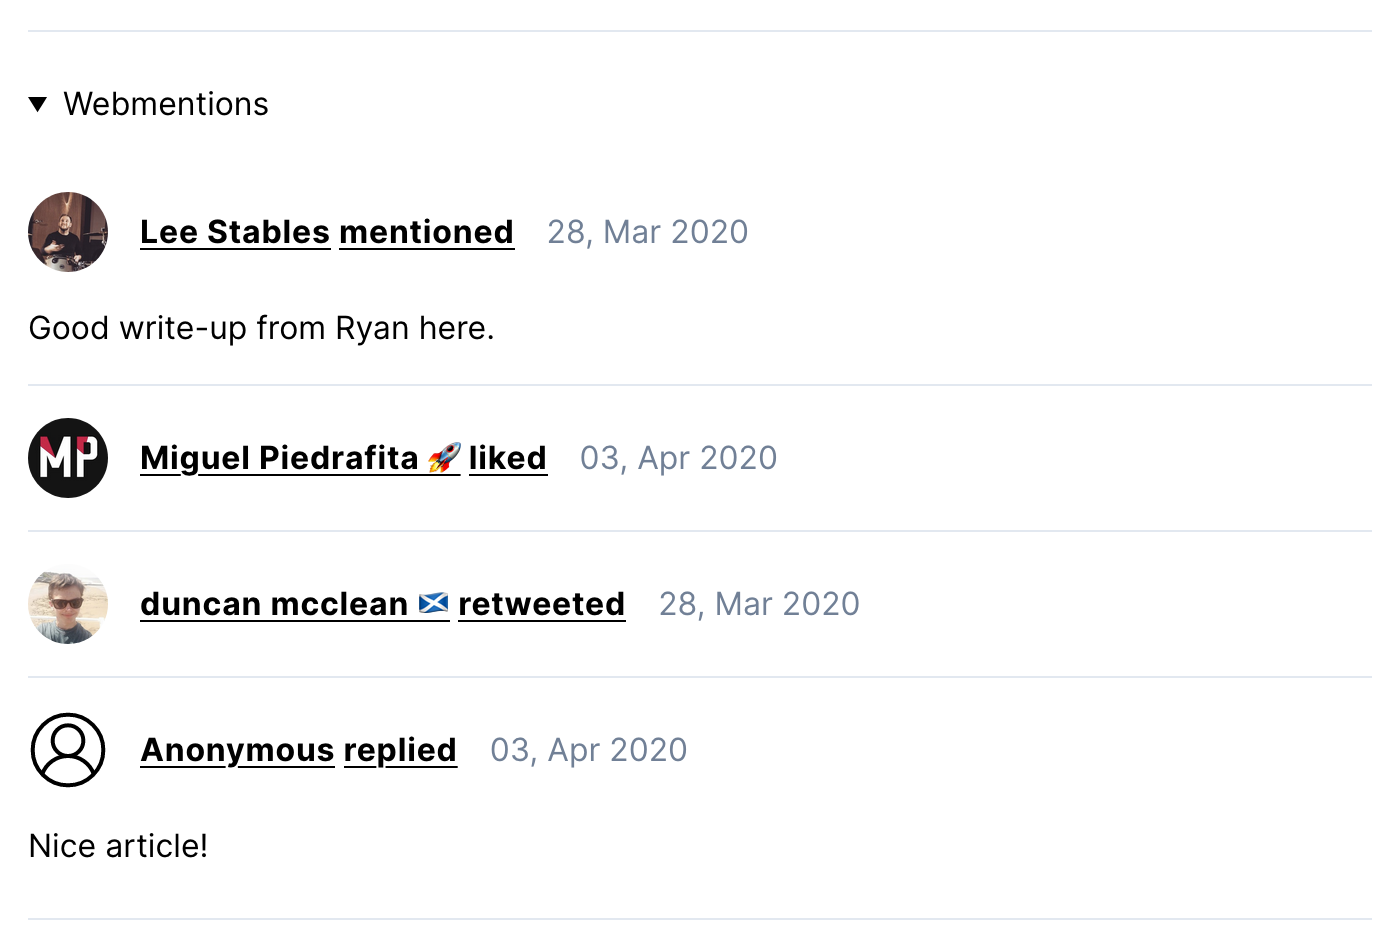 Webmentions
Lee Stables mentioned 28, Mar 2020
Good write-up from Ryan here.
MP
Miguel Piedrafita 🚀 liked 03, Apr 2020
duncan mcclean 🏴󠁧󠁢󠁳󠁣󠁴󠁿 retweeted 28, Mar 2020
Anonymous replied 03, Apr 2020
Nice article!